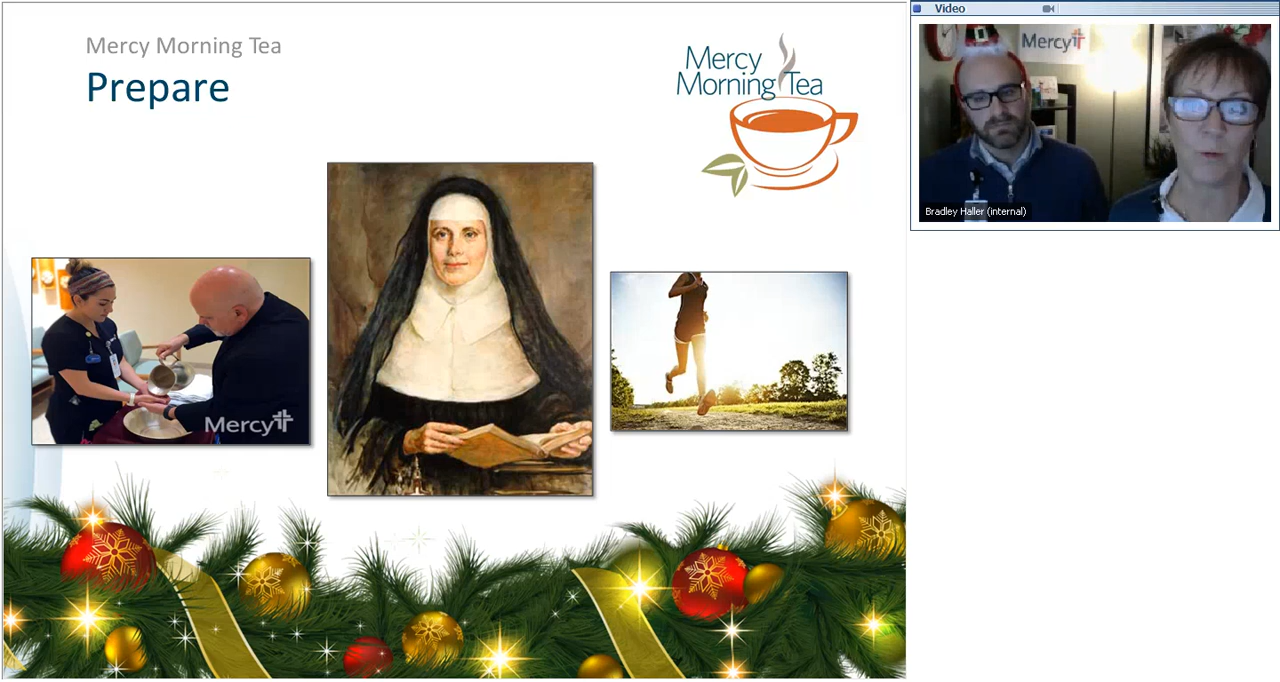 Mercy Morning Tea
Prepare
Mercy
Morning Tea
Mercy
Video
Mercy
Bradley Haller (internal)